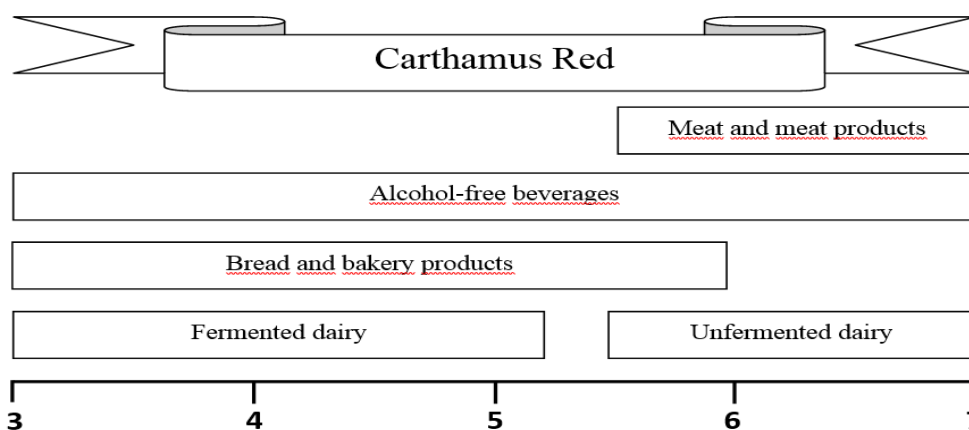 Carthamus Red
Meat and meat products
Alcohol-free beverages
Bread and bakery products
Fermented dairy Unfermented dairy
3 4 5 6